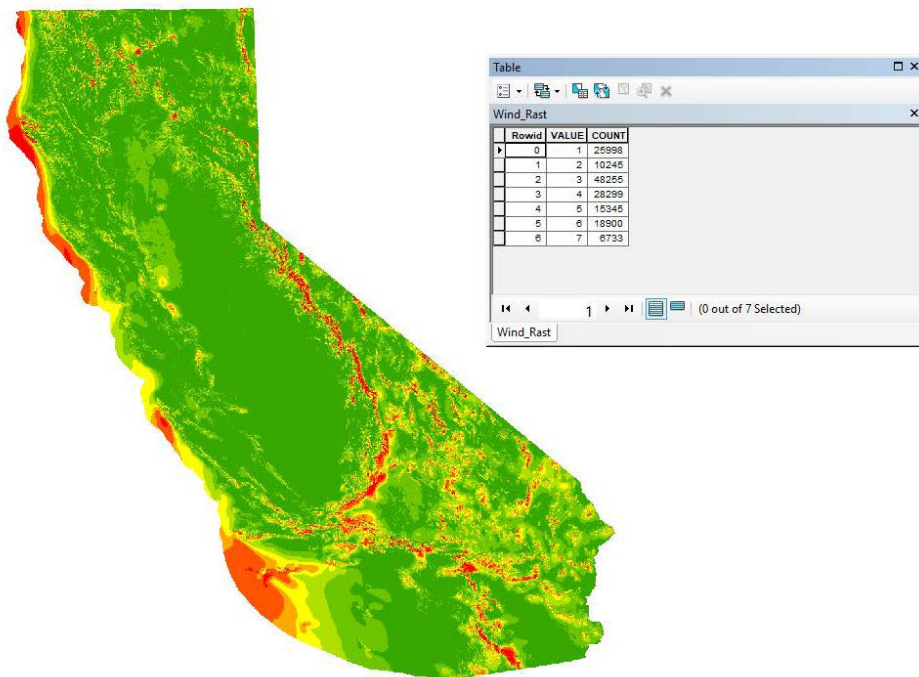 Table
Wind_Rast
Rowid VALUE COUNT
0 1 25998
1 2 10245
2 3 48255
3 4 28299
4 5 15345
5 6 18900
6 7 6733
1 (0 out of 7 Selected)
Wind_Rast